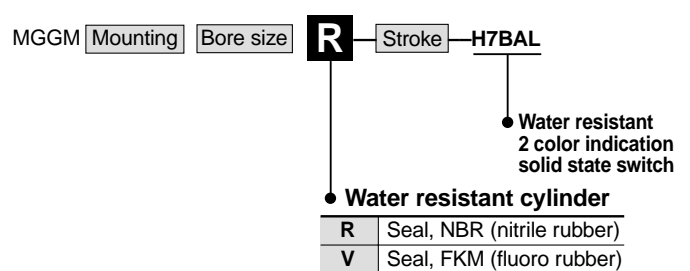 MGGM Mounting Bore size R Stroke H7BAL
Water resistant
2 color indication
solid state switch
Water resistant cylinder
R Seal, NBR (nitrile rubber)
V Seal, FKM (fluoro rubber)